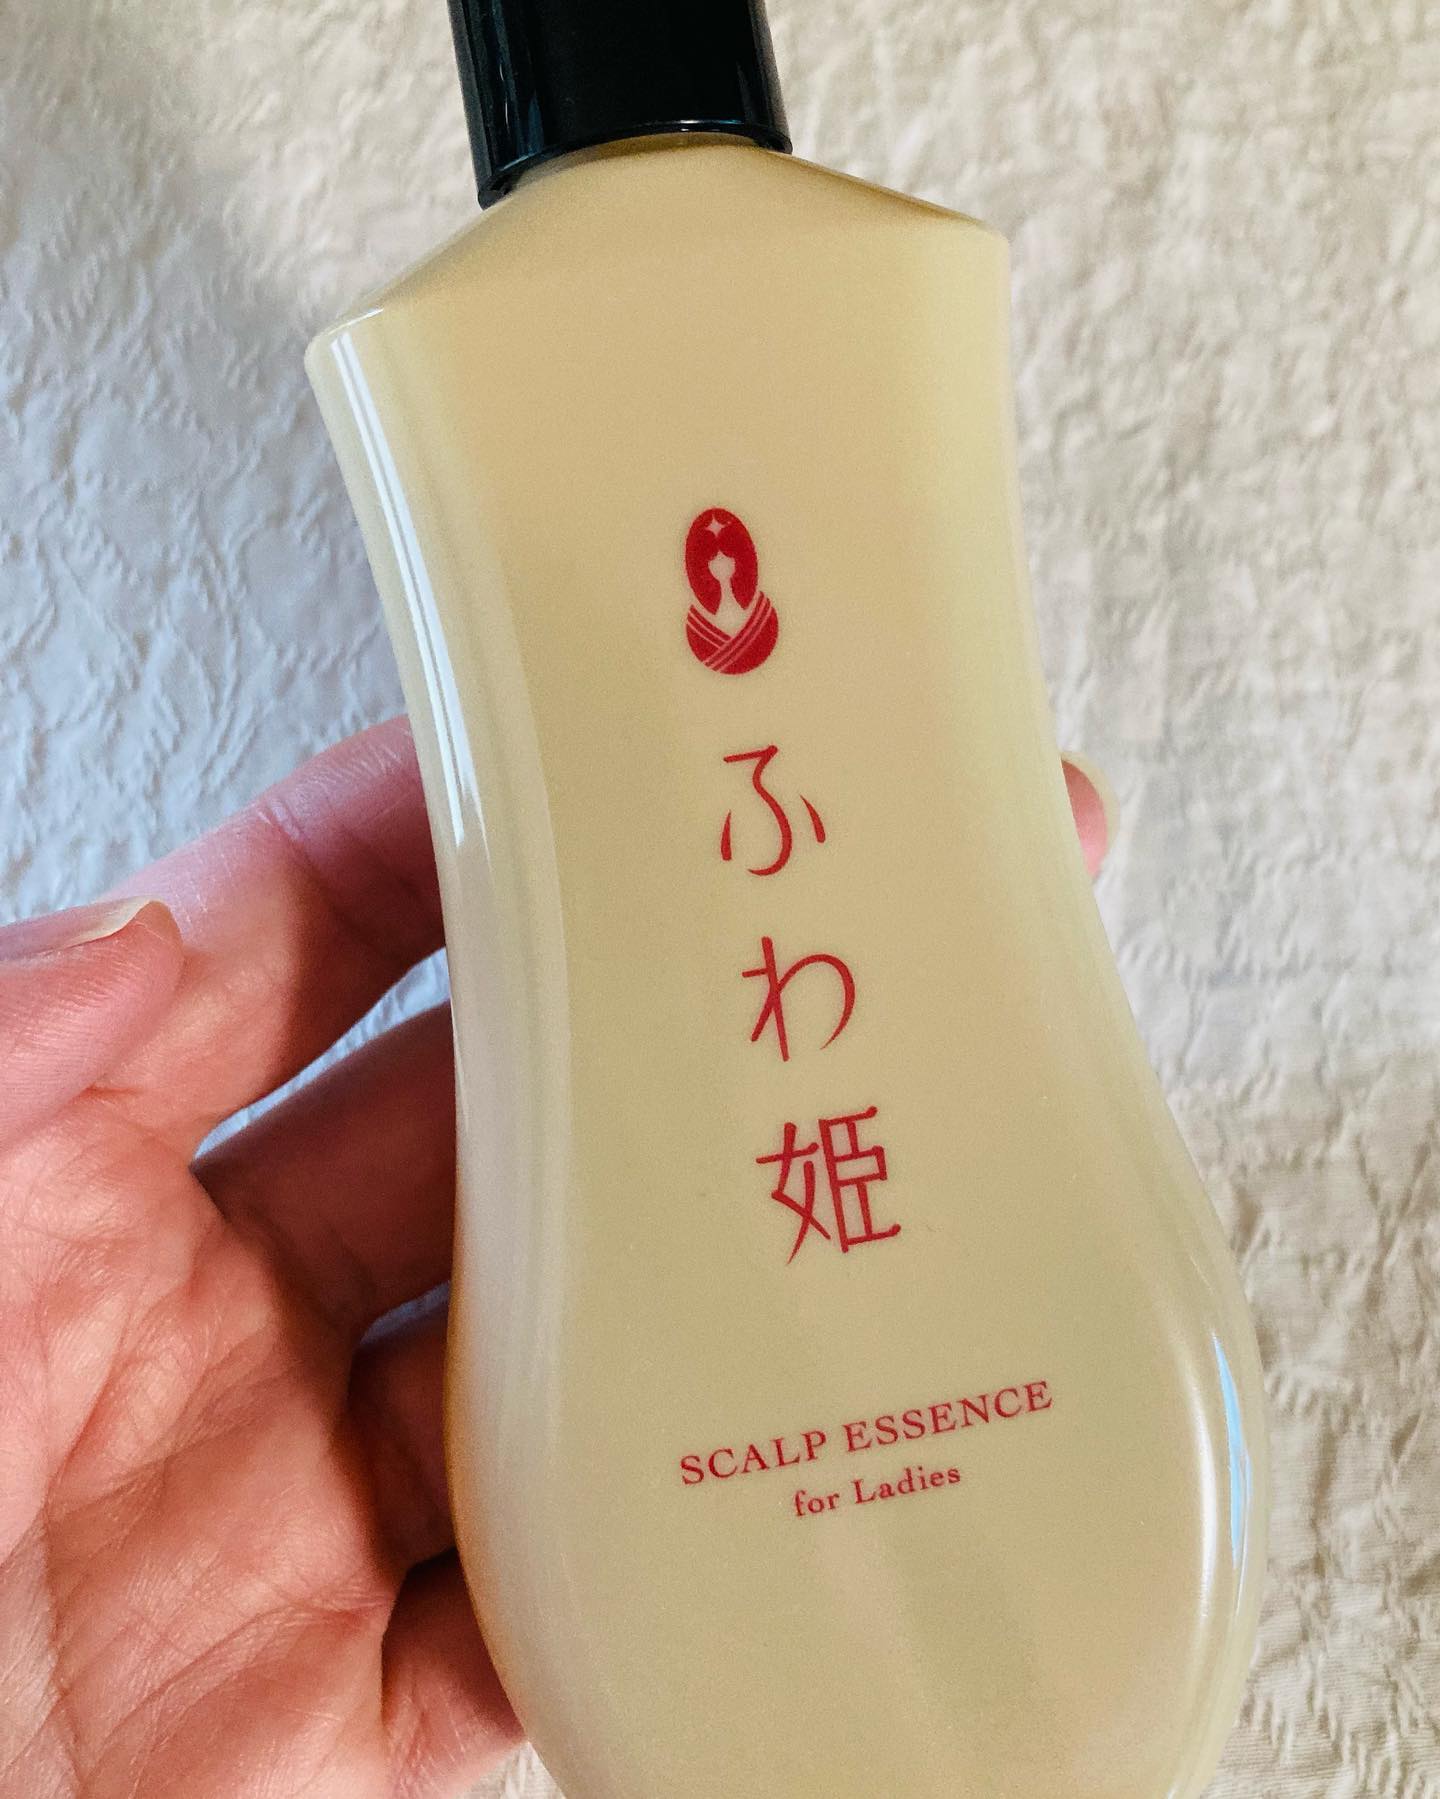 ふわ姫
SCALP ESSENCE
for Ladies